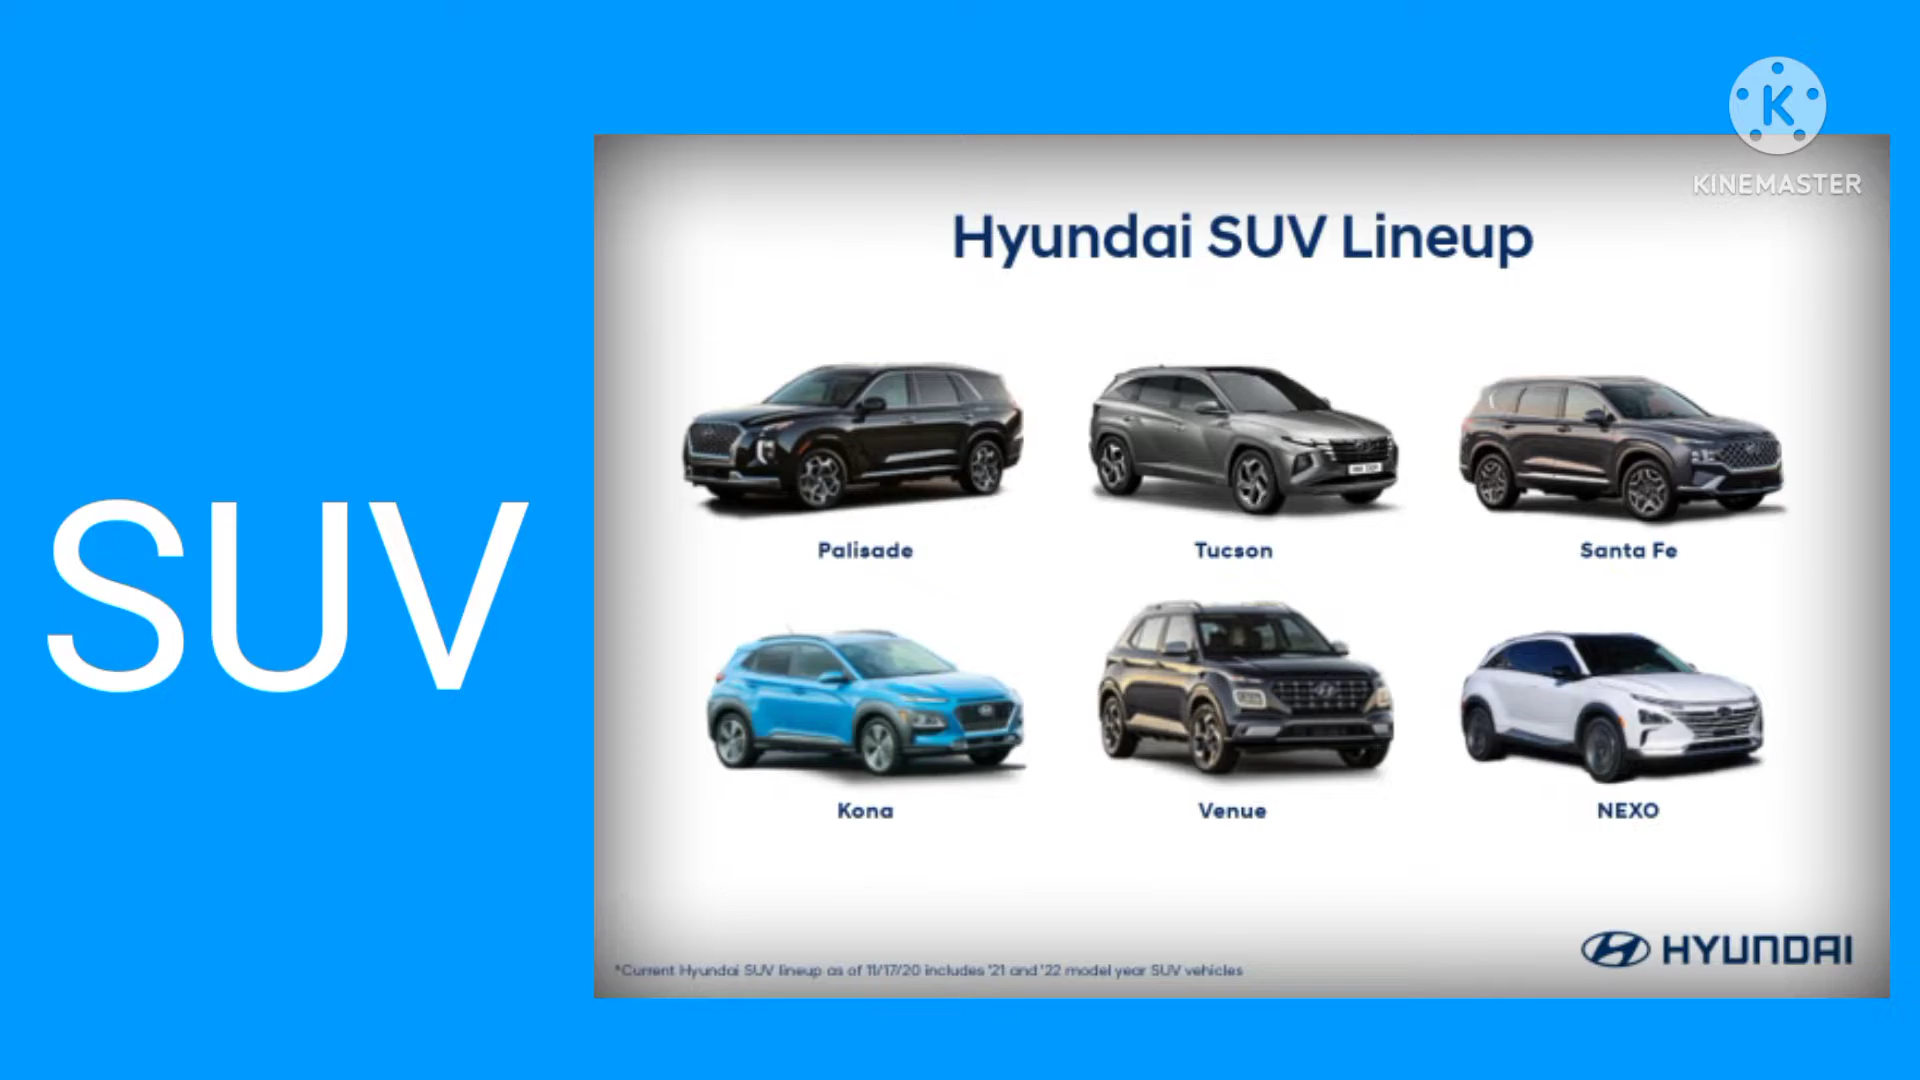 K
KINEMASTER
SUV
Hyundai SUV Lineup
Palisade
Tucson
Santa Fe
Kona
Venue
NEXO
HYUNDAI
*Current Hyundai SUV lineup as of 11/17/20 includes '21 and '22 model year SUV vehicles